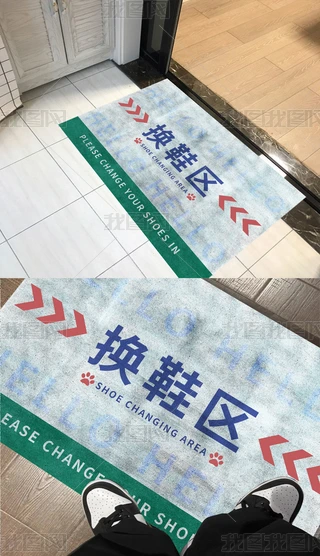 换鞋区
SHOE CHANGING AREA
PLEASE CHANGE YOUR SHOES IN
换鞋区
SHOE CHANGING AREA
EASE CHANGE YOUR SHO